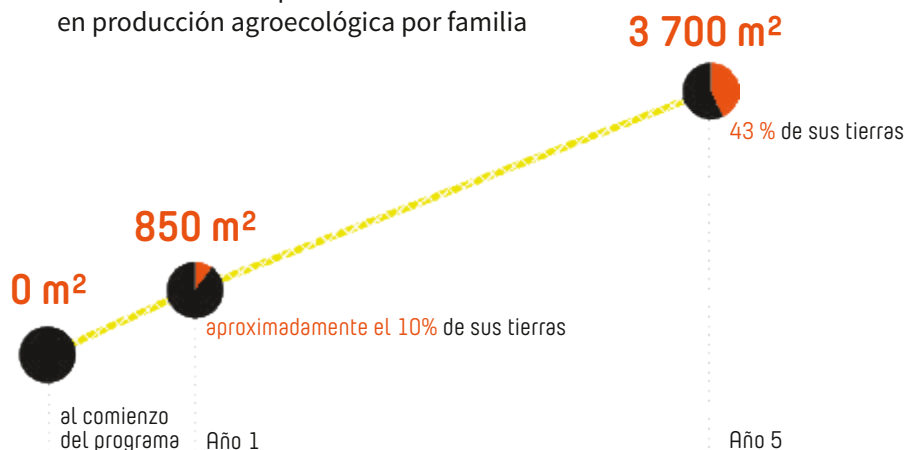 en producción agroecológica por familia
3 700 m²
43 % de sus tierras
850 m²
0 m²
aproximadamente el 10% de sus tierras
al comienzo
del programa
Año 1
Año 5